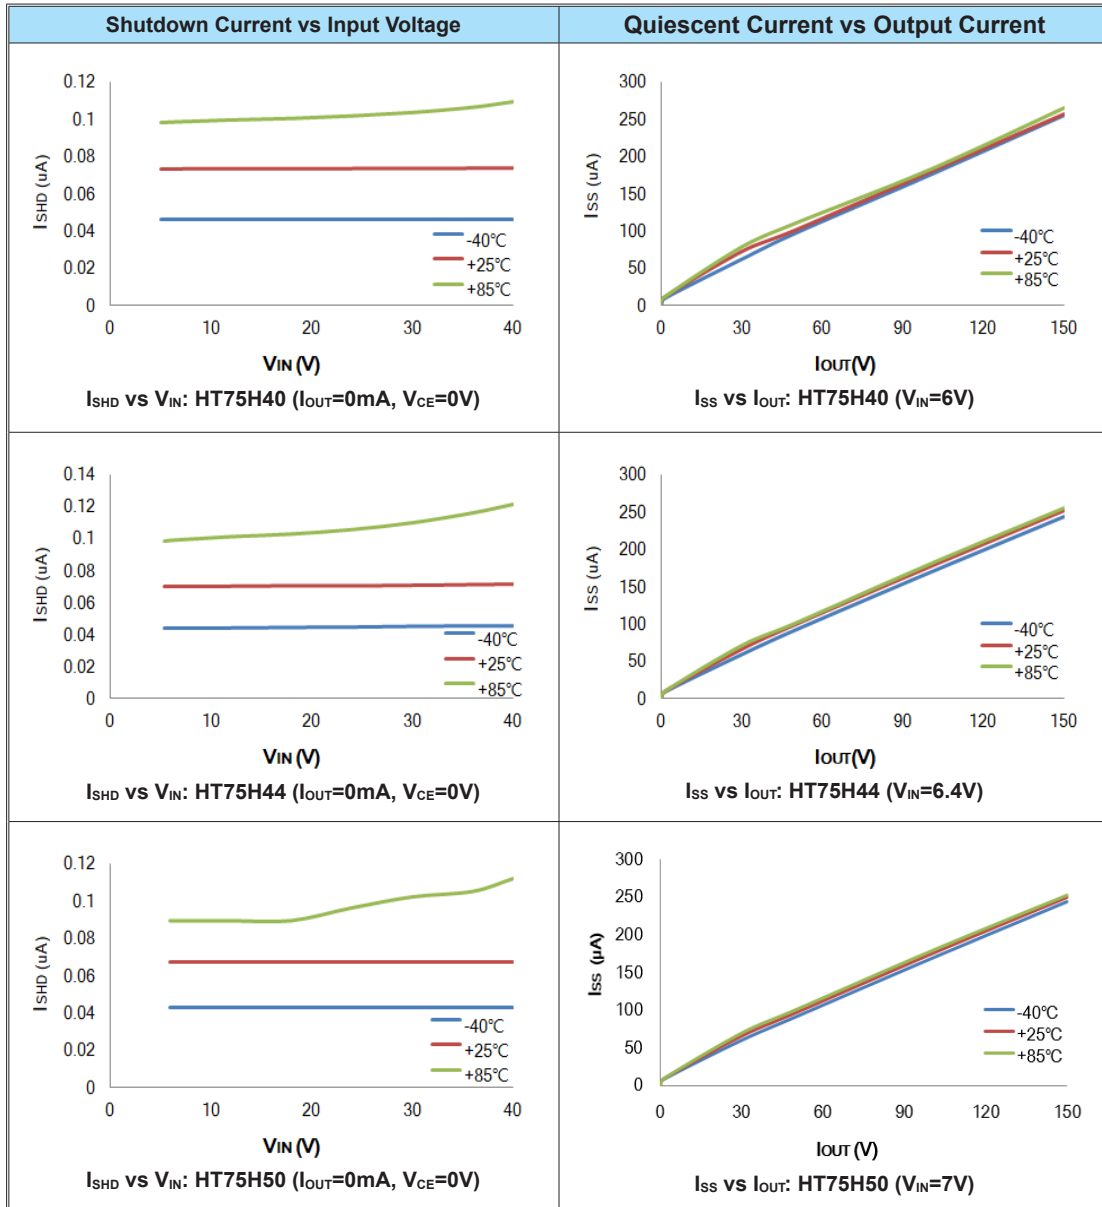 Shutdown Current vs Input Voltage
Quiescent Current vs Output Current
0.12
0.1
0.08
0.06
0.04
0.02
0
ISHD (uA)
-40℃
+25℃
+85℃
0 10 20 30 40
VIN (V)
ISHD vs VIN: HT75H40 (IOUT=0mA, VCE=0V)
300
250
200
150
100
50
0
ISS (uA)
-40℃
+25℃
+85℃
0 30 60 90 120 150
IOUT(V)
ISS vs IOUT: HT75H40 (VIN=6V)
0.14
0.12
0.1
0.08
0.06
0.04
0.02
0
ISHD (uA)
-40℃
+25℃
+85℃
0 10 20 30 40
VIN (V)
ISHD vs VIN: HT75H44 (IOUT=0mA, VCE=0V)
300
250
200
150
100
50
0
ISS (uA)
-40℃
+25℃
+85℃
0 30 60 90 120 150
IOUT(V)
ISS vs IOUT: HT75H44 (VIN=6.4V)
0.12
0.1
0.08
0.06
0.04
0.02
0
ISHD (uA)
-40℃
+25℃
+85℃
0 10 20 30 40
VIN (V)
ISHD vs VIN: HT75H50 (IOUT=0mA, VCE=0V)
300
250
200
150
100
50
0
ISS (µA)
-40℃
+25℃
+85℃
0 30 60 90 120 150
IOUT (V)
ISS vs IOUT: HT75H50 (VIN=7V)